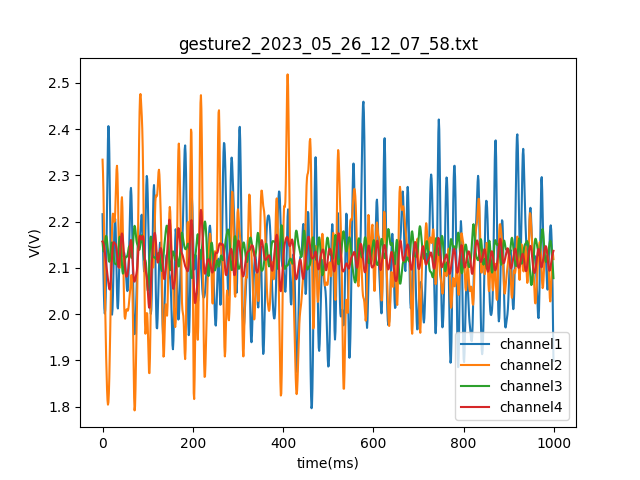 gesture2_2023_05_26_12_07_58.txt
V(V)
2.5
2.4
2.3
2.2
2.1
2.0
1.9
1.8
0 200 400 600 800 1000
time(ms)
channel1
channel2
channel3
channel4